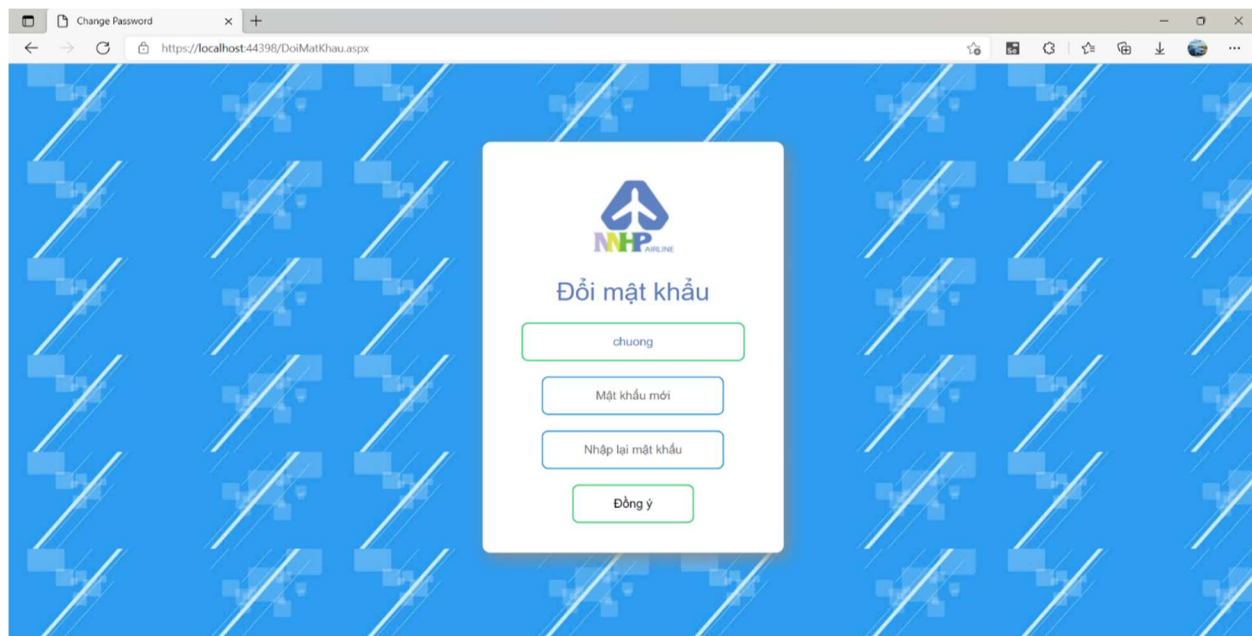 Change Password
https://localhost:44398/DoiMatKhau.aspx
NNHP AIRLINE
Đổi mật khẩu
chuong
Mật khẩu mới
Nhập lại mật khẩu
Đồng ý